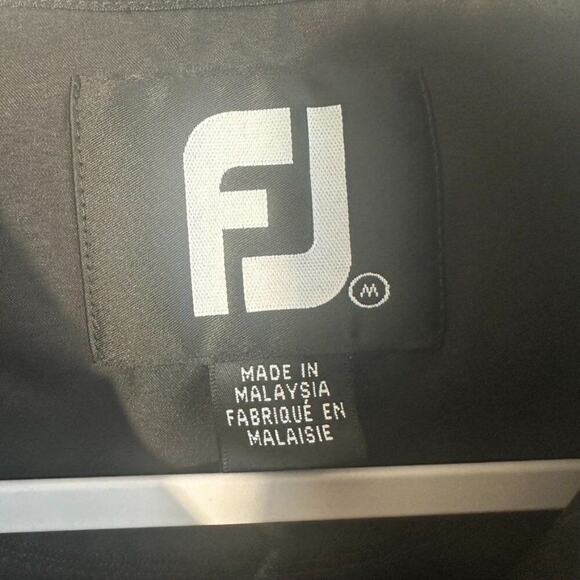 FJ
M
MADE IN
MALAYSIA
FABRIQUÉ EN
MALAISIE